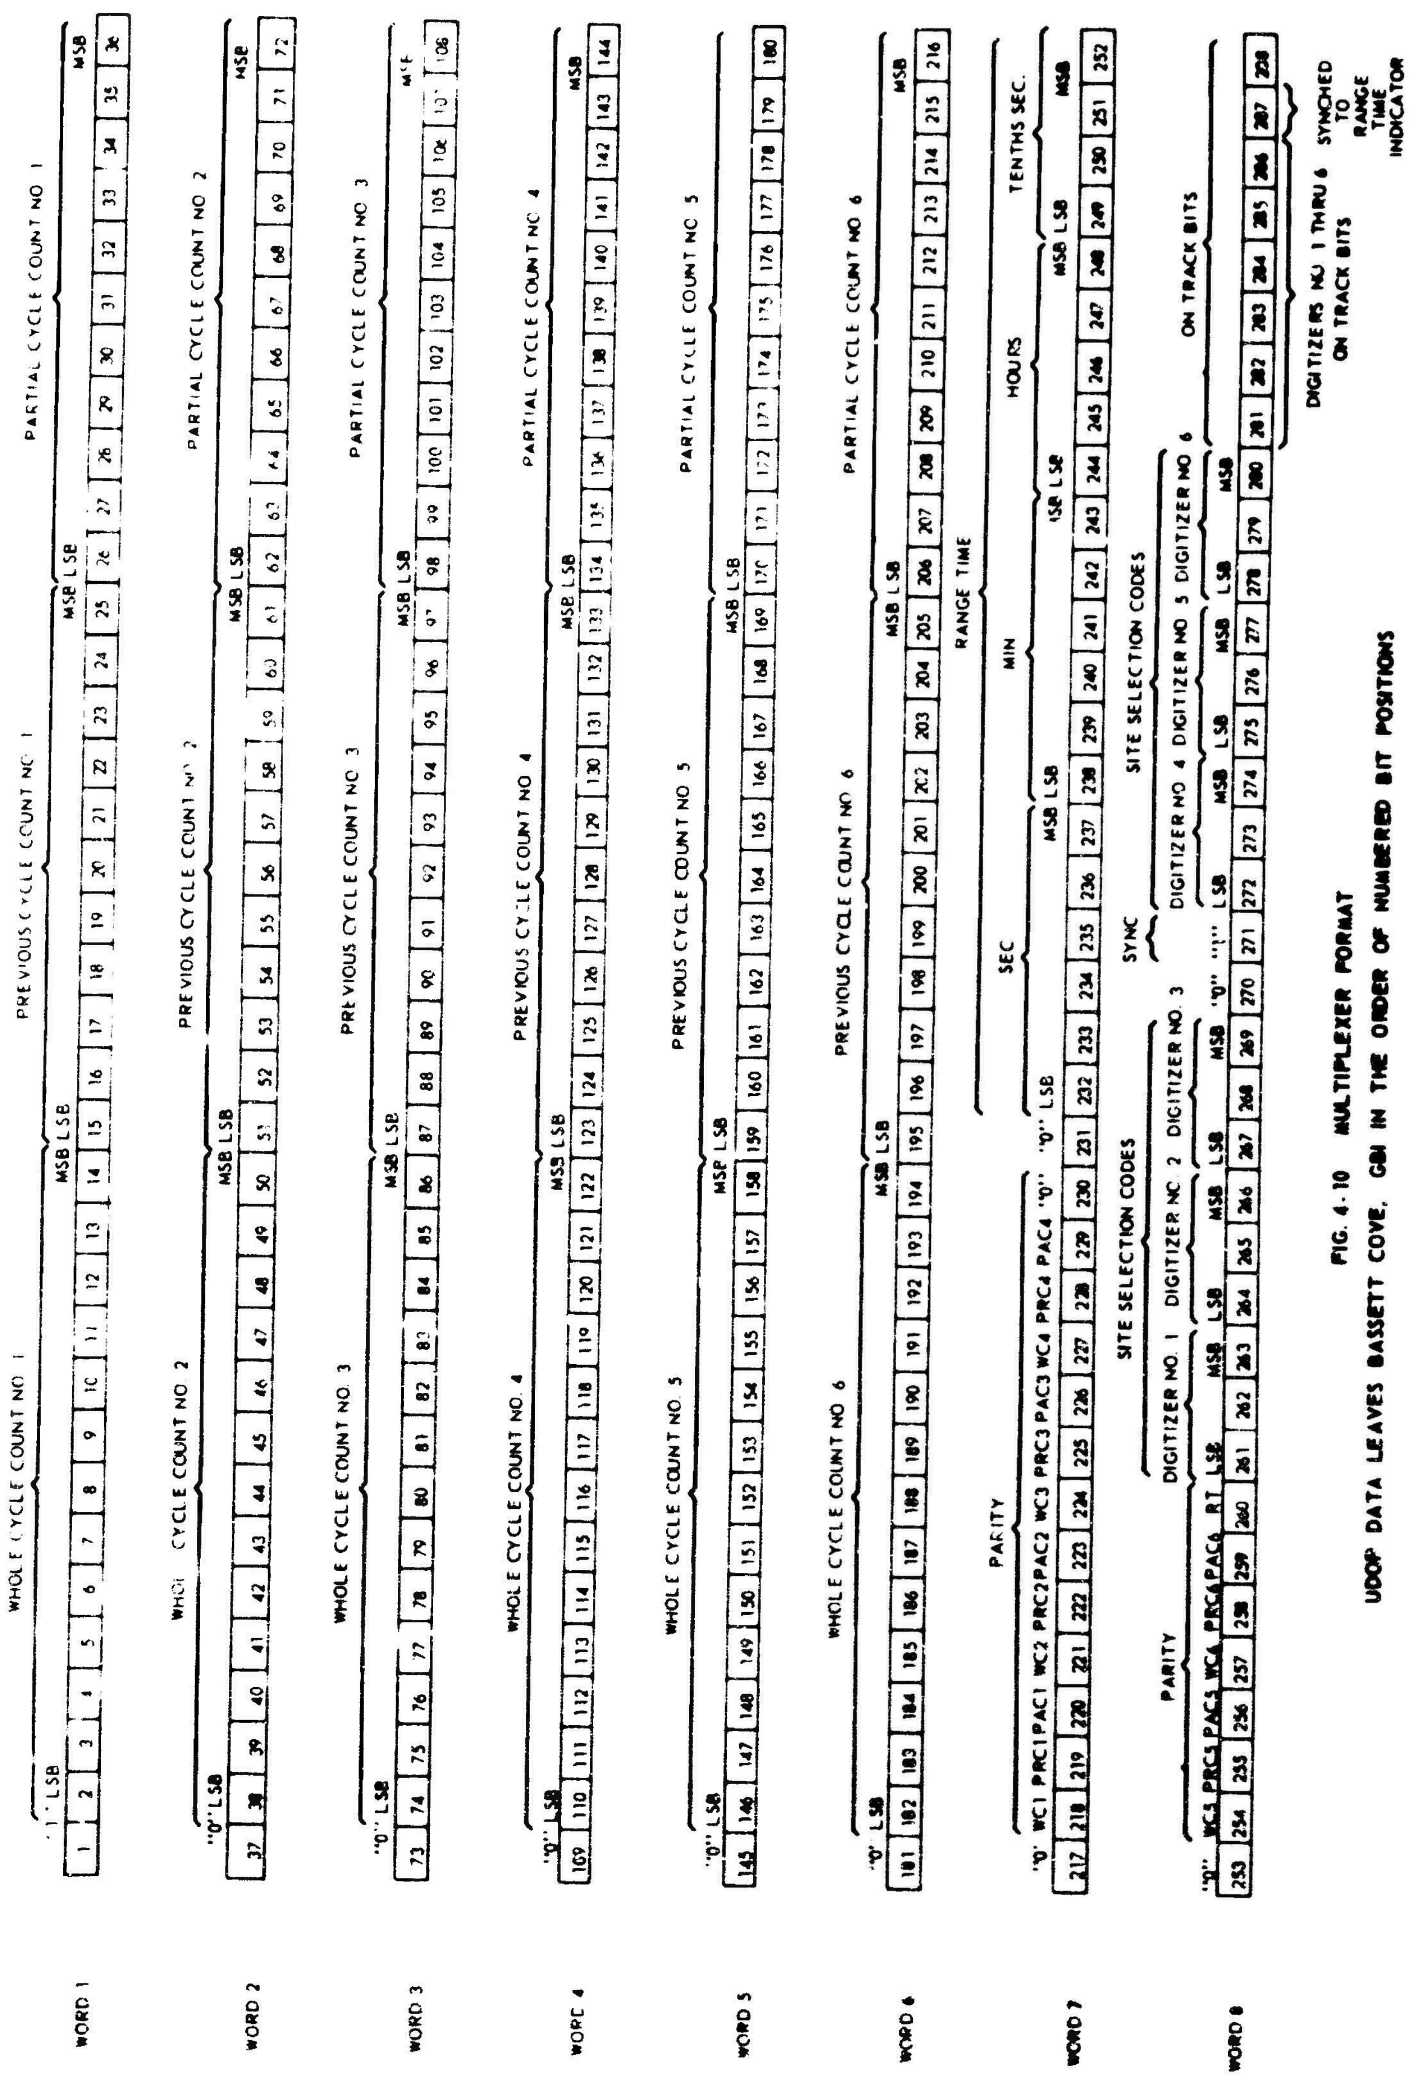 WHOLE CYCLE COUNT NO 1 PREVIOUS CYCLE COUNT NO 1 PARTIAL CYCLE COUNT NO 1
LSB MSB LSB MSB LSB MSB
WORD 1 1 2 3 4 5 6 7 8 9 10 11 12 13 14 15 16 17 18 19 20 21 22 23 24 25 26 27 28 29 30 31 32 33 34 35 36
WHOLE CYCLE COUNT NO. 2 PREVIOUS CYCLE COUNT NO. 2 PARTIAL CYCLE COUNT NO 2
"0" LSB MSB LSB MSB LSB MSB
WORD 2 37 38 39 40 41 42 43 44 45 46 47 48 49 50 51 52 53 54 55 56 57 58 59 60 61 62 63 64 65 66 67 68 69 70 71 72
WHOLE CYCLE COUNT NO. 3 PREVIOUS CYCLE COUNT NO 3 PARTIAL CYCLE COUNT NO 3
"0" LSB MSB LSB MSB LSB MSB
WORD 3 73 74 75 76 77 78 79 80 81 82 83 84 85 86 87 88 89 90 91 92 93 94 95 96 97 98 99 100 101 102 103 104 105 106 107 108
WHOLE CYCLE COUNT NO. 4 PREVIOUS CYCLE COUNT NO 4 PARTIAL CYCLE COUNT NO 4
"0" LSB MSB LSB MSB LSB MSB
WORD 4 109 110 111 112 113 114 115 116 117 118 119 120 121 122 123 124 125 126 127 128 129 130 131 132 133 134 135 136 137 138 139 140 141 142 143 144
WHOLE CYCLE COUNT NO. 5 PREVIOUS CYCLE COUNT NO 5 PARTIAL CYCLE COUNT NO 5
"0" LSB MSB LSB MSB LSB
WORD 5 145 146 147 148 149 150 151 152 153 154 155 156 157 158 159 160 161 162 163 164 165 166 167 168 169 170 171 172 173 174 175 176 177 178 179 180
WHOLE CYCLE COUNT NO 6 PREVIOUS CYCLE COUNT NO 6 PARTIAL CYCLE COUNT NO 6
"0" LSB MSB LSB MSB LSB MSB
WORD 6 181 182 183 184 185 186 187 188 189 190 191 192 193 194 195 196 197 198 199 200 201 202 203 204 205 206 207 208 209 210 211 212 213 214 215 216
RANGE TIME
PARITY SEC MIN HOURS TENTHS SEC.
"0" WC1 PRC1 PAC1 WC2 PRC2 PAC2 WC3 PRC3 PAC3 WC4 PRC4 PAC4 "0" "0" LSB MSB LSB MSB LSB MSB LSB MSB
WORD 7 217 218 219 220 221 222 223 224 225 226 227 228 229 230 231 232 233 234 235 236 237 238 239 240 241 242 243 244 245 246 247 248 249 250 251 252
SITE SELECTION CODES SYNC SITE SELECTION CODES
PARITY DIGITIZER NO. 1 DIGITIZER NO. 2 DIGITIZER NO. 3 DIGITIZER NO 4 DIGITIZER NO 5 DIGITIZER NO 6 ON TRACK BITS
"0" WC5 PRC5 PAC5 WC6 PRC6 PAC6 RT LSB MSB LSB MSB LSB MSB "0" "1" LSB MSB LSB MSB LSB MSB
WORD 8 253 254 255 256 257 258 259 260 261 262 263 264 265 266 267 268 269 270 271 272 273 274 275 276 277 278 279 280 281 282 283 284 285 286 287 288
DIGITIZERS NO 1 THRU 6
ON TRACK BITS
SYNCHED
TO
RANGE
TIME
INDICATOR
FIG. 4-10 MULTIPLEXER FORMAT
UDOP DATA LEAVES BASSETT COVE, GBI IN THE ORDER OF NUMBERED BIT POSITIONS